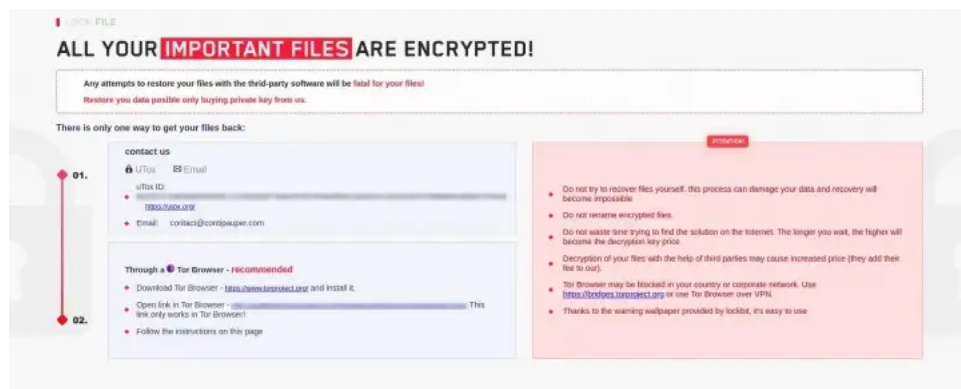 LOCK FILE
ALL YOUR IMPORTANT FILES ARE ENCRYPTED!
Any attempts to restore your files with the thrid-party software will be fatal for your files!
Restore you data posible only buying private key from us.
There is only one way to get your files back:
01.
contact us
UTox Email
uTox ID:
https://utox.org/
Email: contact@contipauper.com
02.
Through a Tor Browser - recommended
Download Tor Browser - https://www.torproject.org/ and install it.
Open link in Tor Browser - This
link only works in Tor Browser!
Follow the instructions on this page
ATTENTION!
Do not try to recover files yourself. this process can damage your data and recovery will
become impossible
Do not rename encrypted files.
Do not waste time trying to find the solution on the Internet. The longer you wait, the higher will
become the decryption key price
Decryption of your files with the help of third parties may cause increased price (they add their
fee to our).
Tor Browser may be blocked in your country or corporate network. Use
https://bridges.torproject.org or use Tor Browser over VPN.
Thanks to the warning wallpaper provided by lockbit, it's easy to use